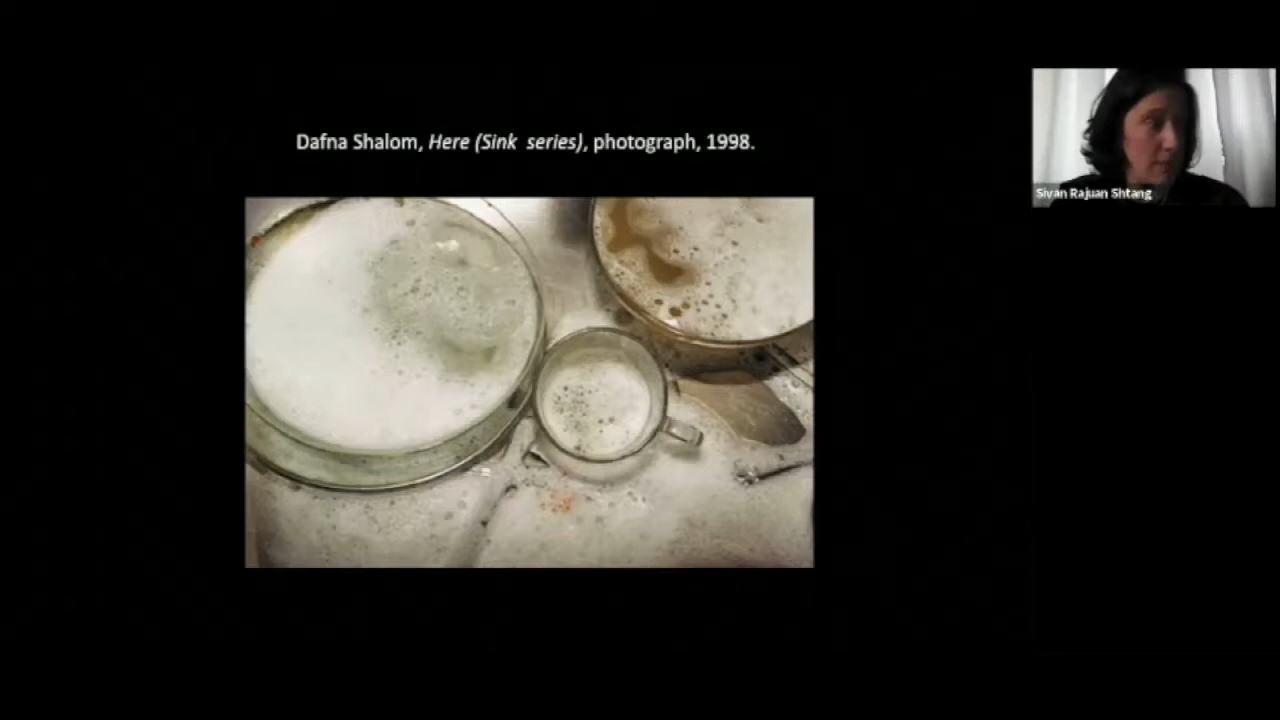 Dafna Shalom, Here (Sink series), photograph, 1998.
Sivan Rajuan Shtang